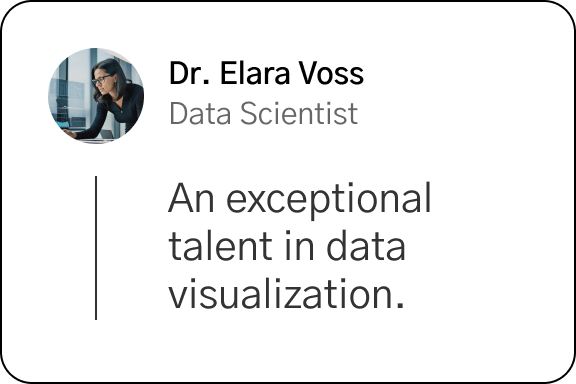 Dr. Elara Voss
Data Scientist
An exceptional
talent in data
visualization.